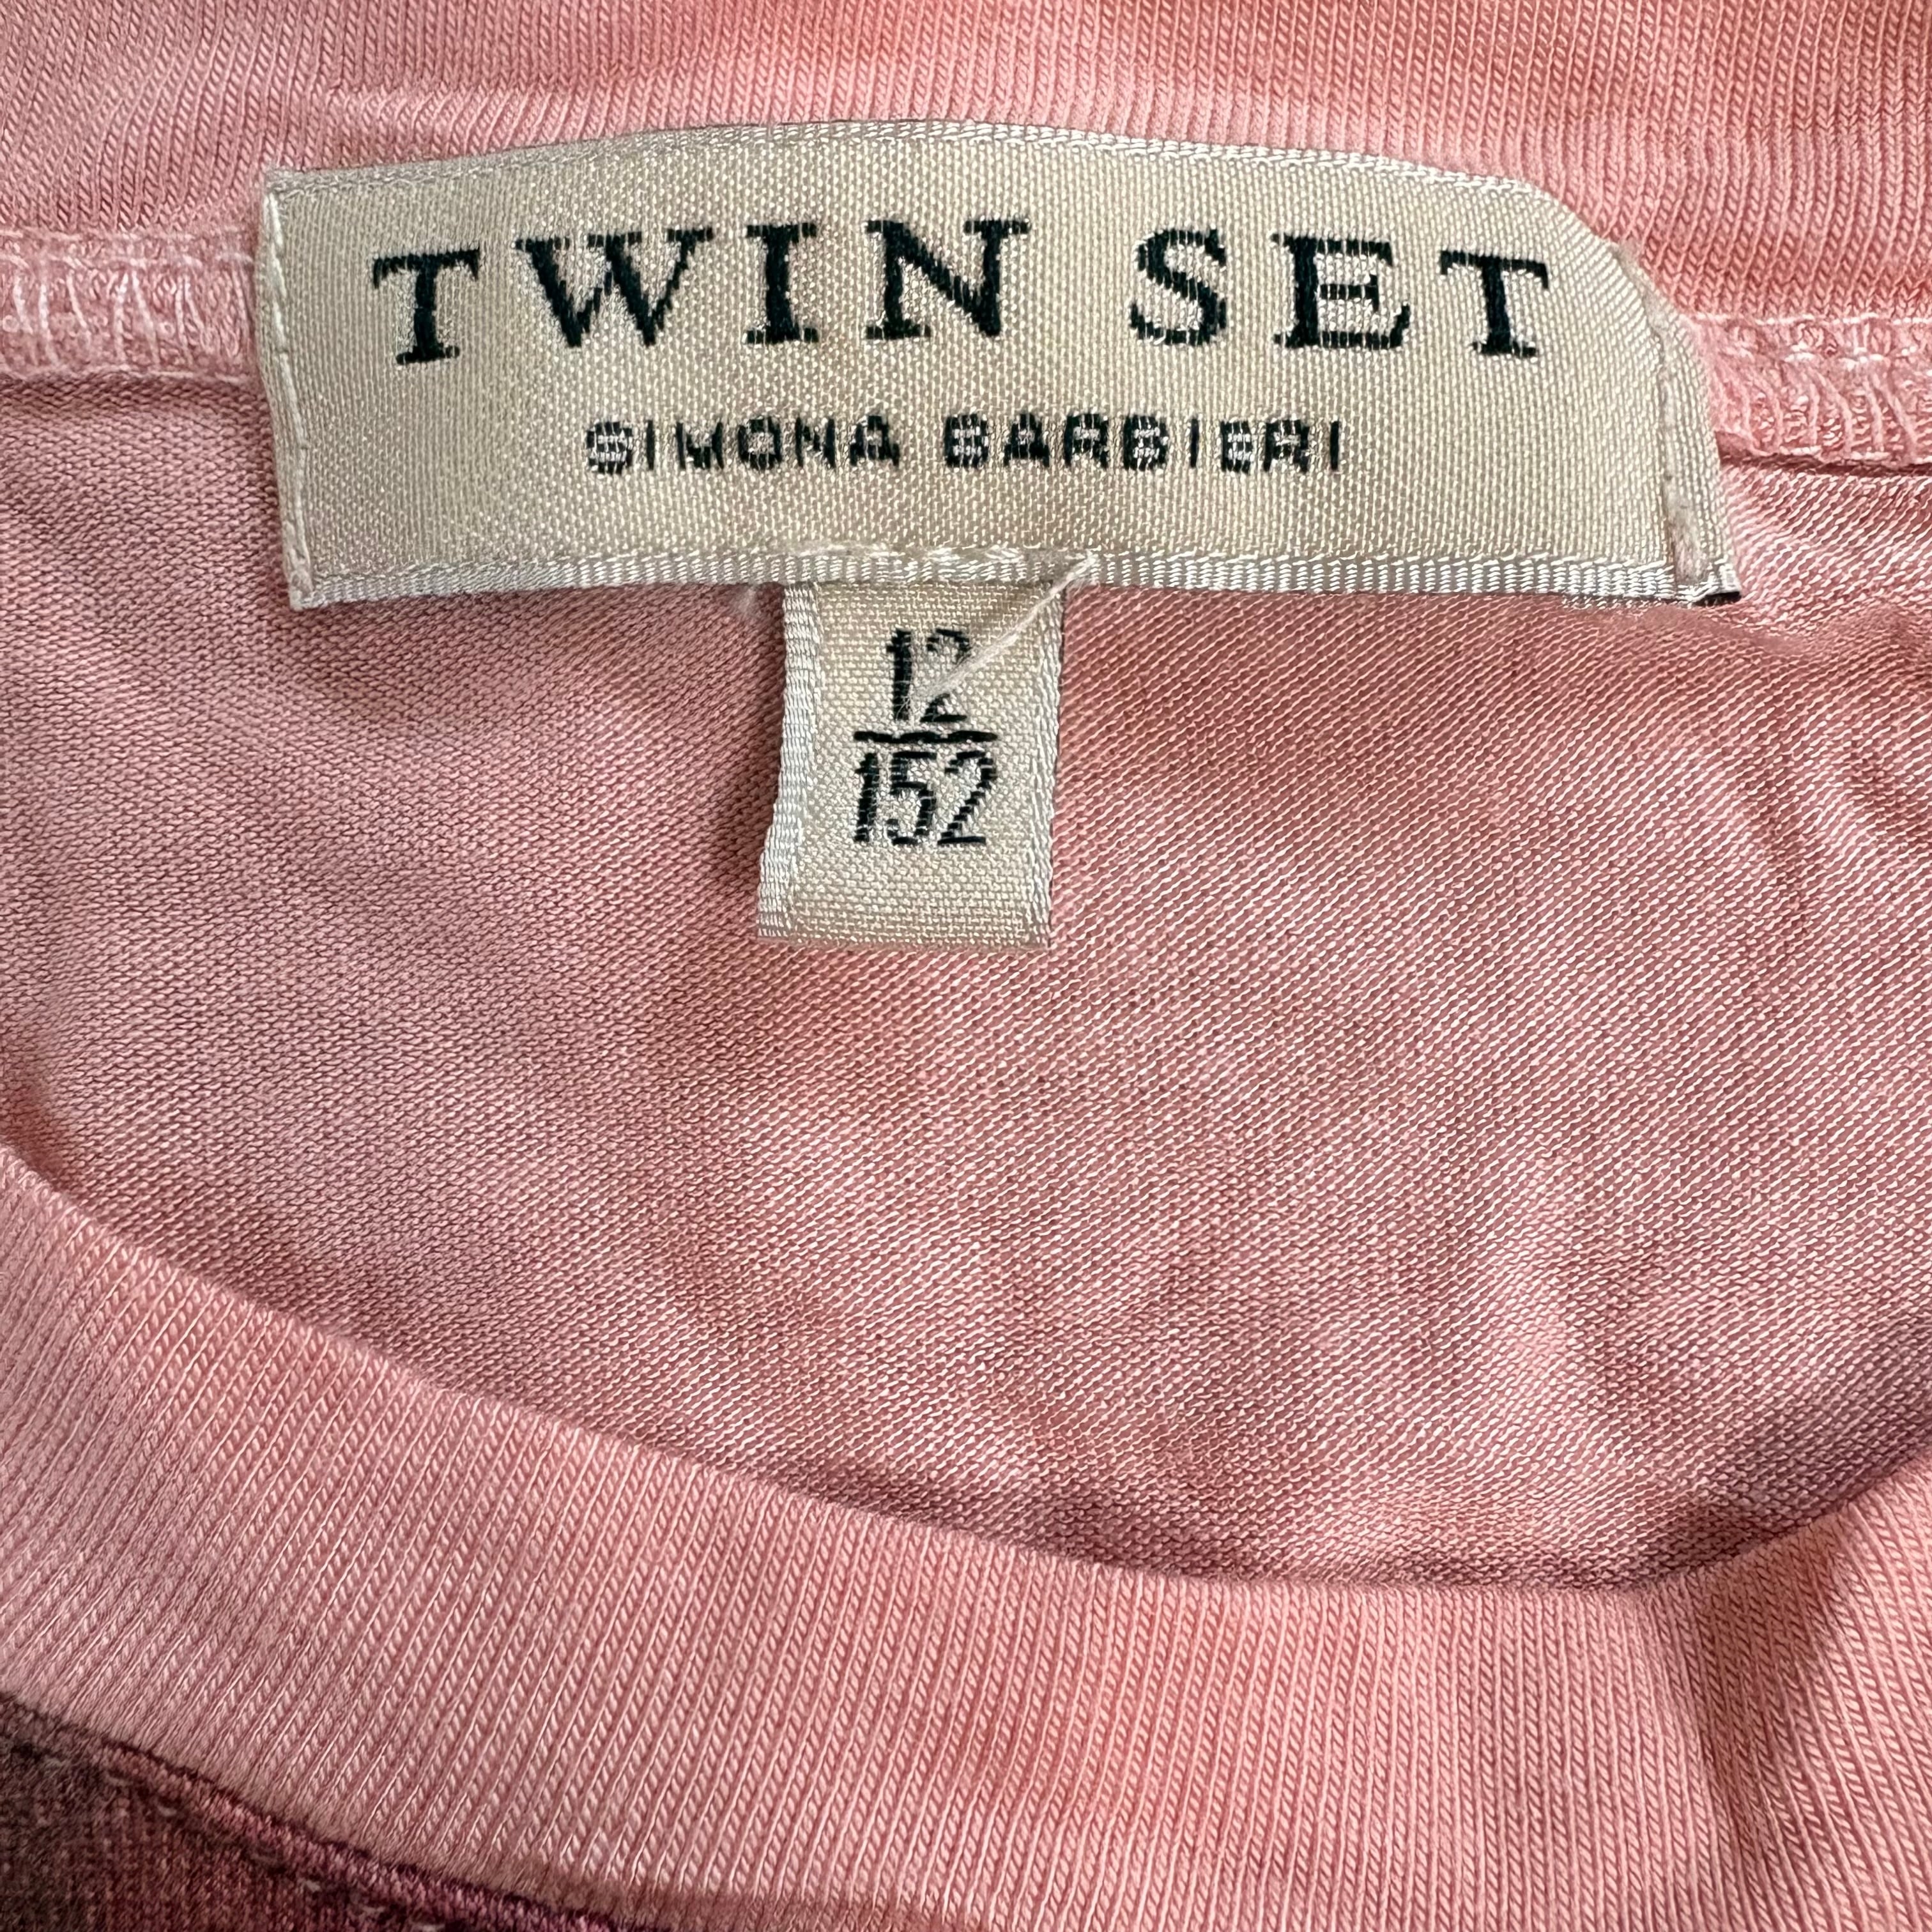 TWIN SET
SIMONA BARBIERI
12
152